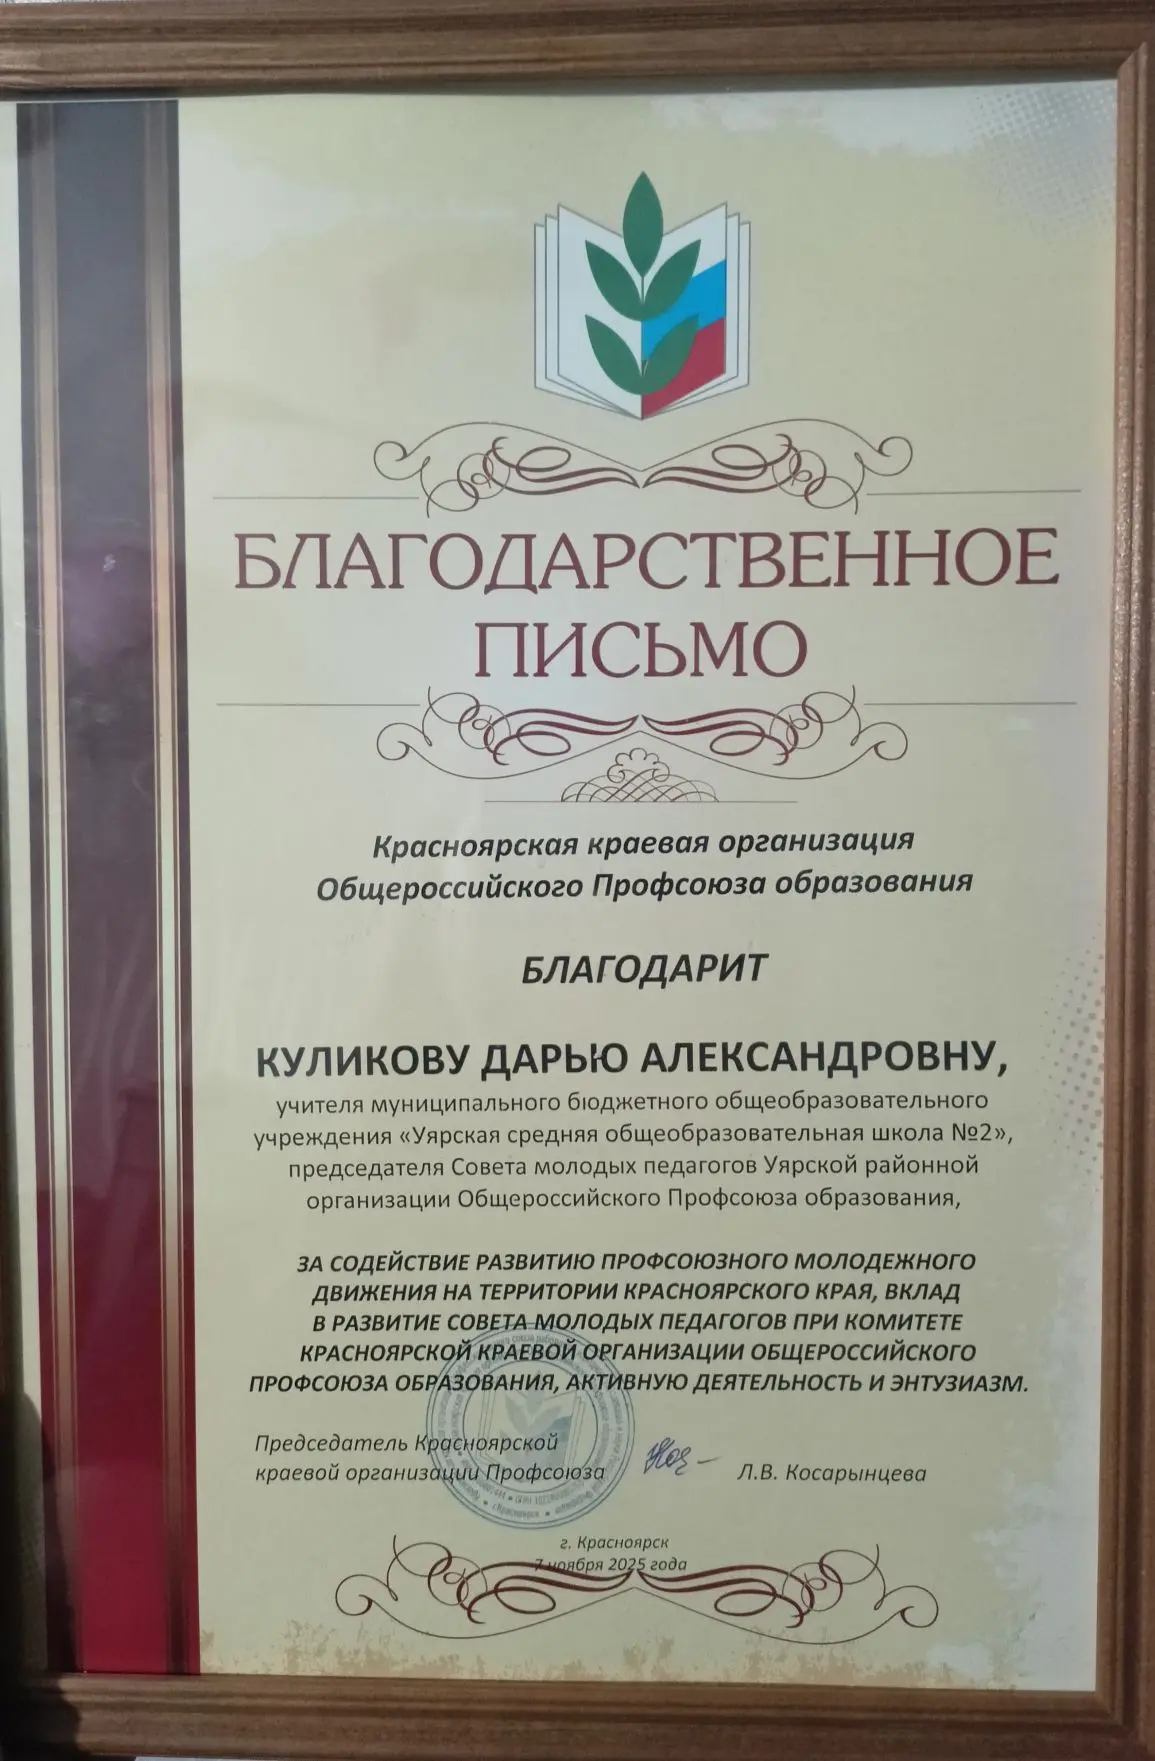 БЛАГОДАРСТВЕННОЕ
ПИСЬМО
Красноярская краевая организация
Общероссийского Профсоюза образования
БЛАГОДАРИТ
КУЛИКОВУ ДАРЬЮ АЛЕКСАНДРОВНУ,
учителя муниципального бюджетного общеобразовательного
учреждения «Уярская средняя общеобразовательная школа №2»,
председателя Совета молодых педагогов Уярской районной
организации Общероссийского Профсоюза образования,
ЗА СОДЕЙСТВИЕ РАЗВИТИЮ ПРОФСОЮЗНОГО МОЛОДЕЖНОГО
ДВИЖЕНИЯ НА ТЕРРИТОРИИ КРАСНОЯРСКОГО КРАЯ, ВКЛАД
В РАЗВИТИЕ СОВЕТА МОЛОДЫХ ПЕДАГОГОВ ПРИ КОМИТЕТЕ
КРАСНОЯРСКОЙ КРАЕВОЙ ОРГАНИЗАЦИИ ОБЩЕРОССИЙСКОГО
ПРОФСОЮЗА ОБРАЗОВАНИЯ, АКТИВНУЮ ДЕЯТЕЛЬНОСТЬ И ЭНТУЗИАЗМ.
Председатель Красноярской
краевой организации Профсоюза Л.В. Косарынцева
г. Красноярск
7 ноября 2025 года